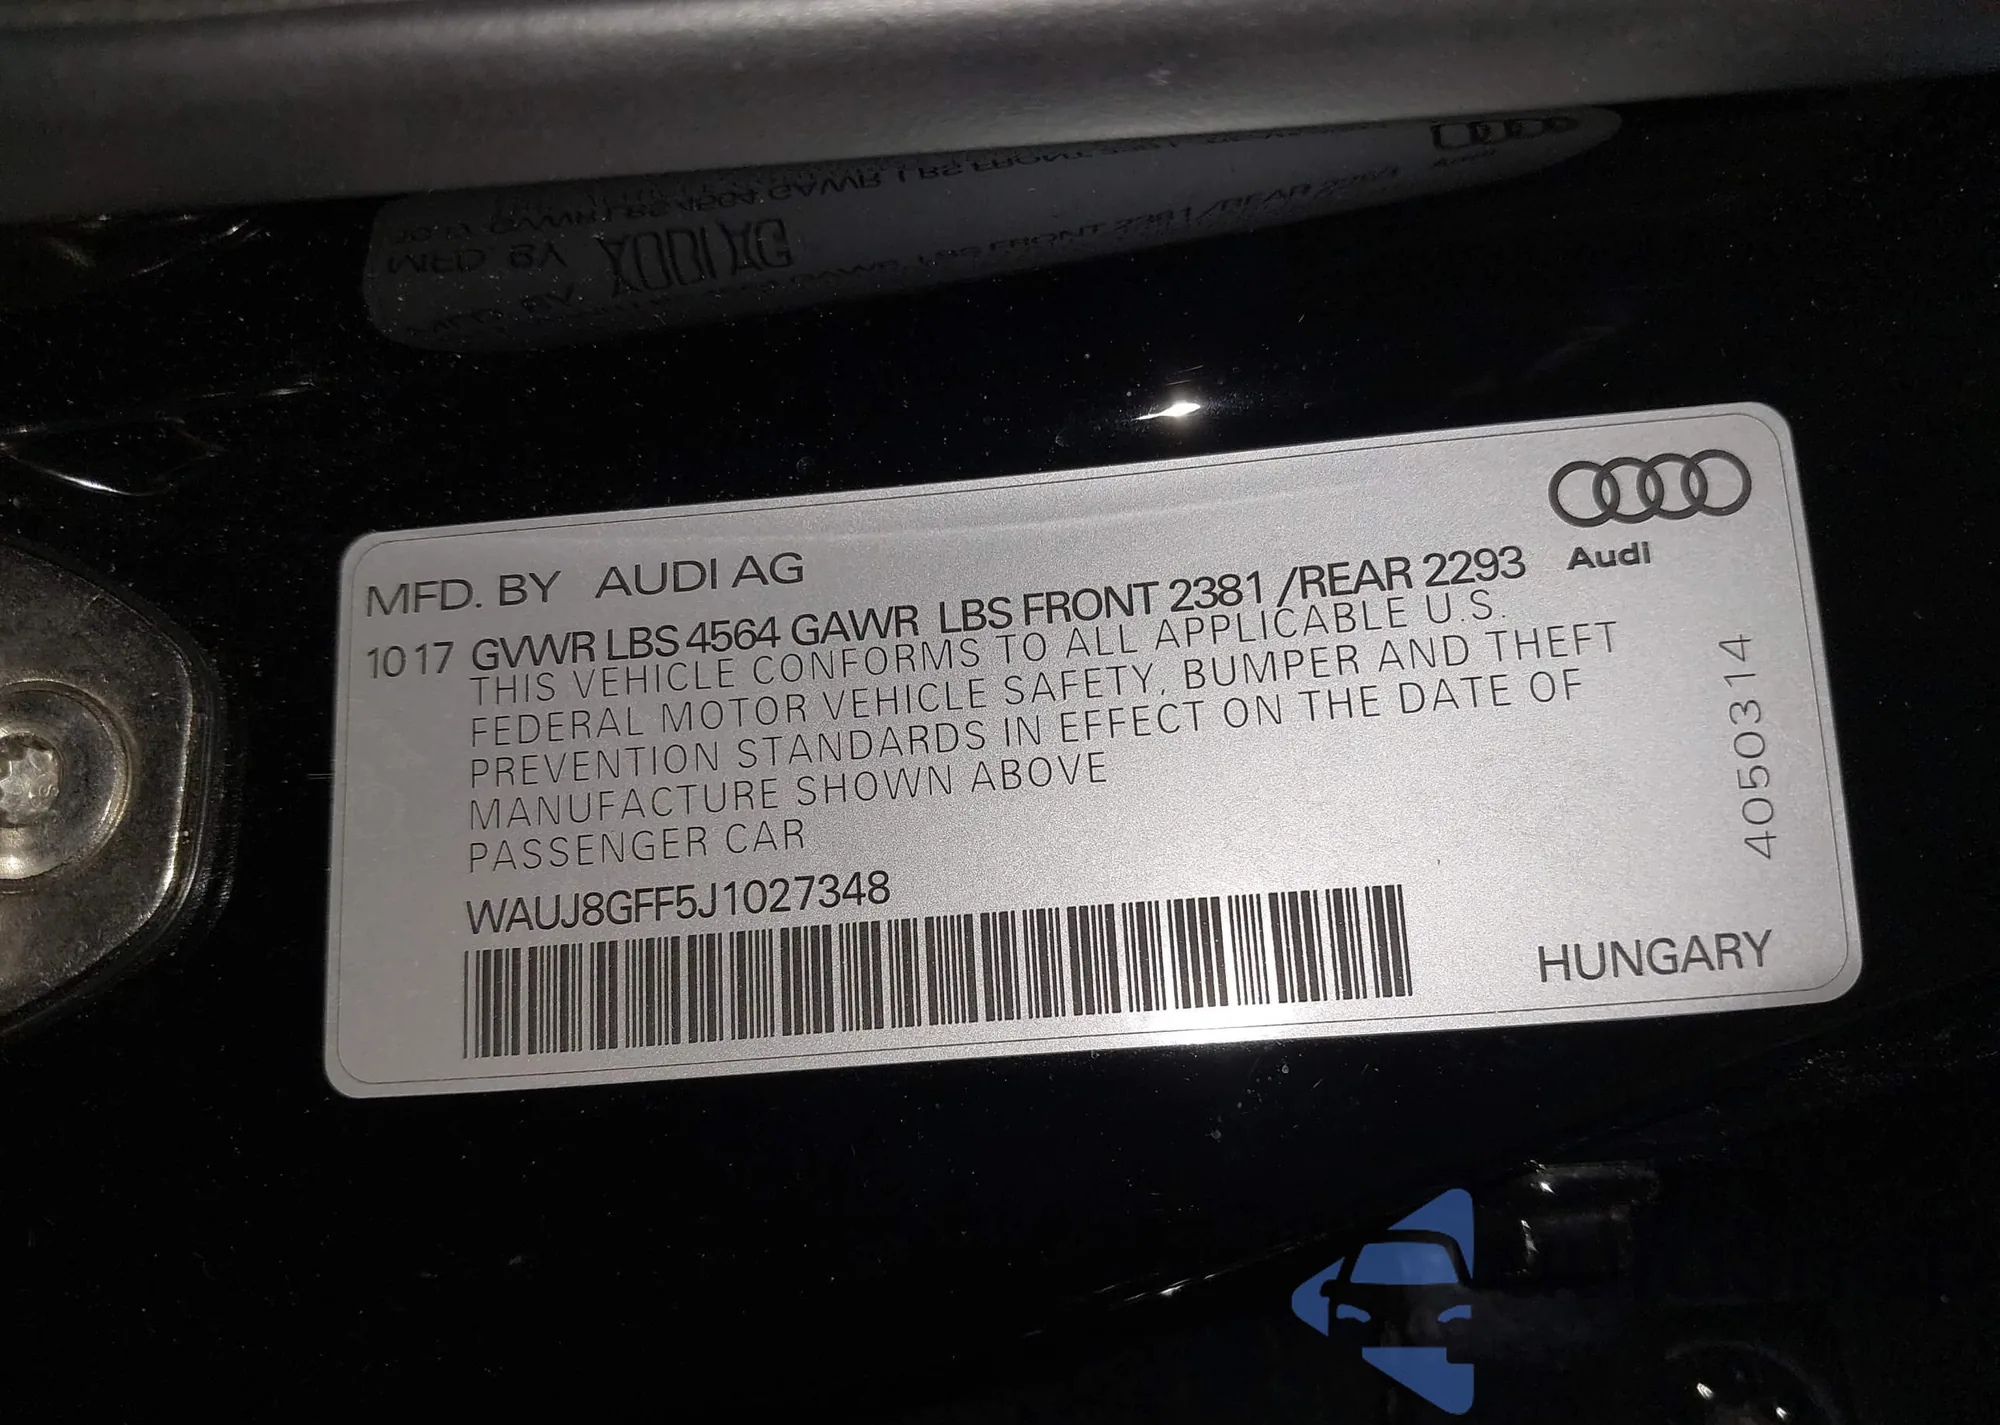 MFD. BY AUDI AG
1017 GVWR LBS 4564 GAWR LBS FRONT 2381 /REAR 2293
THIS VEHICLE CONFORMS TO ALL APPLICABLE U.S.
FEDERAL MOTOR VEHICLE SAFETY, BUMPER AND THEFT
PREVENTION STANDARDS IN EFFECT ON THE DATE OF
MANUFACTURE SHOWN ABOVE
PASSENGER CAR
WAUJ8GFF5J1027348
Audi
4050314
HUNGARY